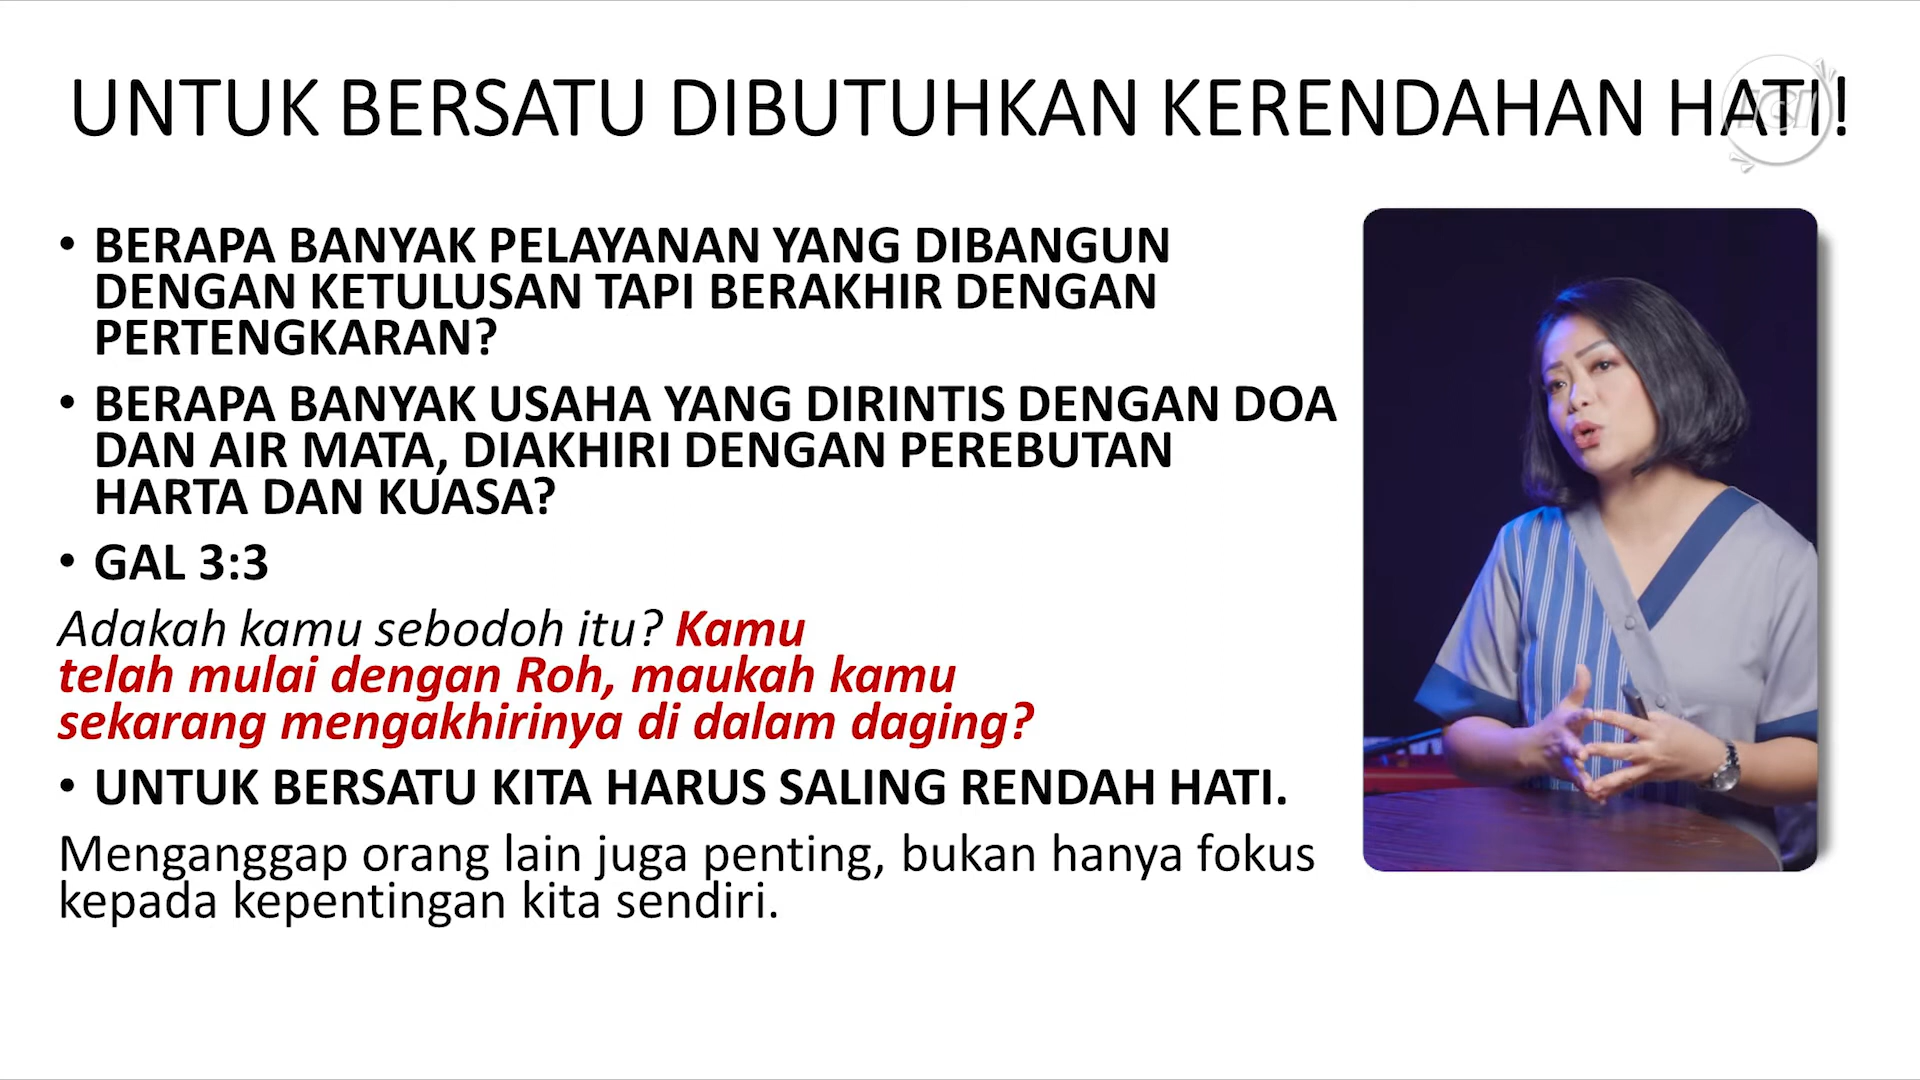 UNTUK BERSATU DIBUTUHKAN KERENDAHAN HATI!
• BERAPA BANYAK PELAYANAN YANG DIBANGUN
DENGAN KETULUSAN TAPI BERAKHIR DENGAN
PERTENGKARAN?
• BERAPA BANYAK USAHA YANG DIRINTIS DENGAN DOA
DAN AIR MATA, DIAKHIRI DENGAN PEREBUTAN
HARTA DAN KUASA?
• GAL 3:3
Adakah kamu sebodoh itu? Kamu
telah mulai dengan Roh, maukah kamu
sekarang mengakhirinya di dalam daging?
• UNTUK BERSATU KITA HARUS SALING RENDAH HATI.
Menganggap orang lain juga penting, bukan hanya fokus
kepada kepentingan kita sendiri.